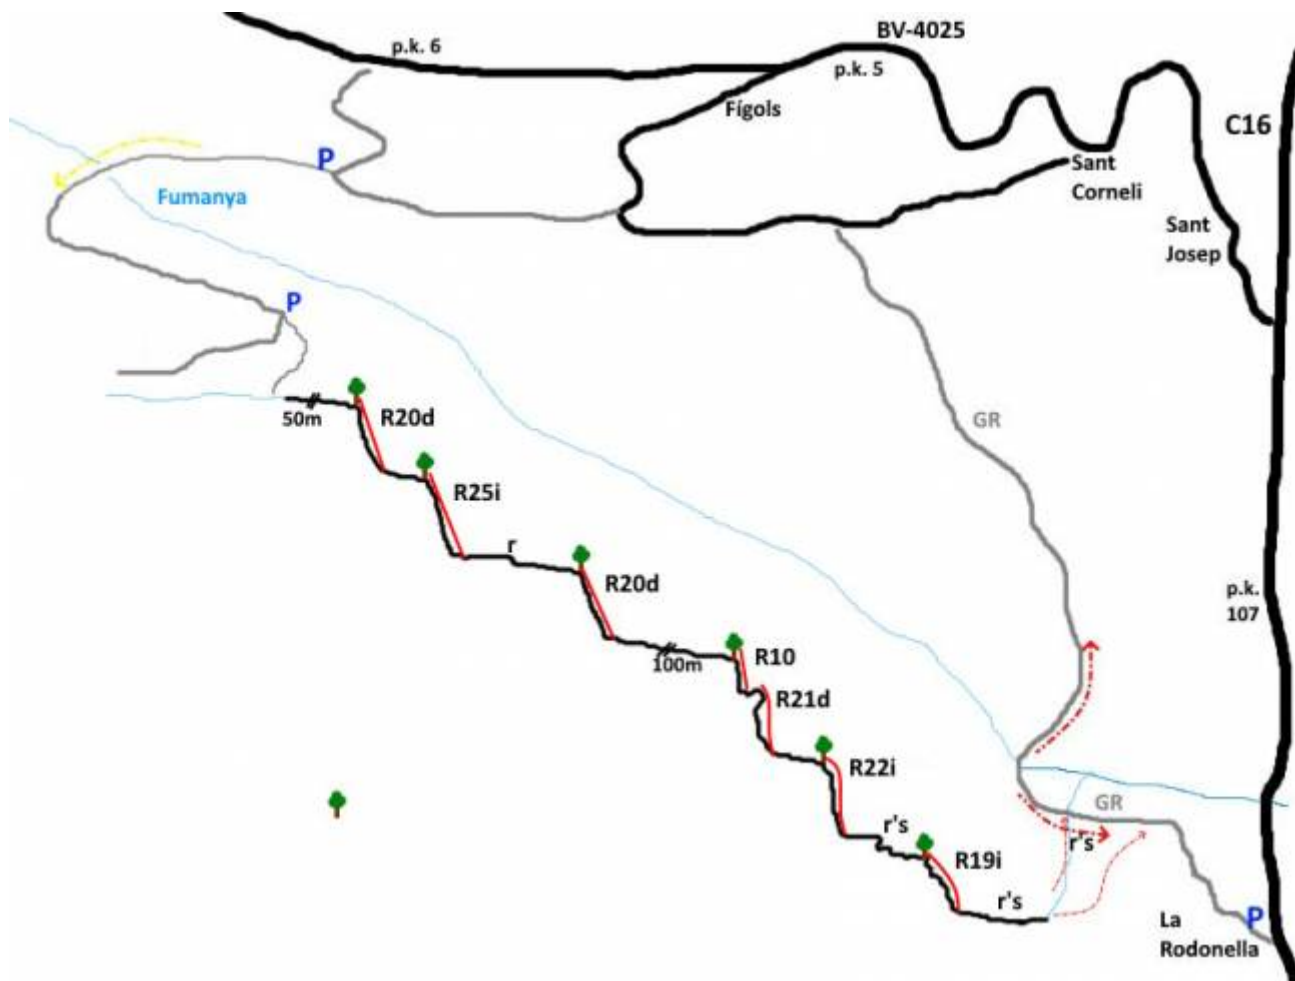 BV-4025
p.k. 6
p.k. 5
Fígols
C16
P
Sant
Corneli
Fumanya
Sant
Josep
P
50m
R20d
GR
R25i
r
R20d
p.k.
107
100m
R10
R21d
R22i
GR
r's
r's
R19i
r's
La
Rodonella
P